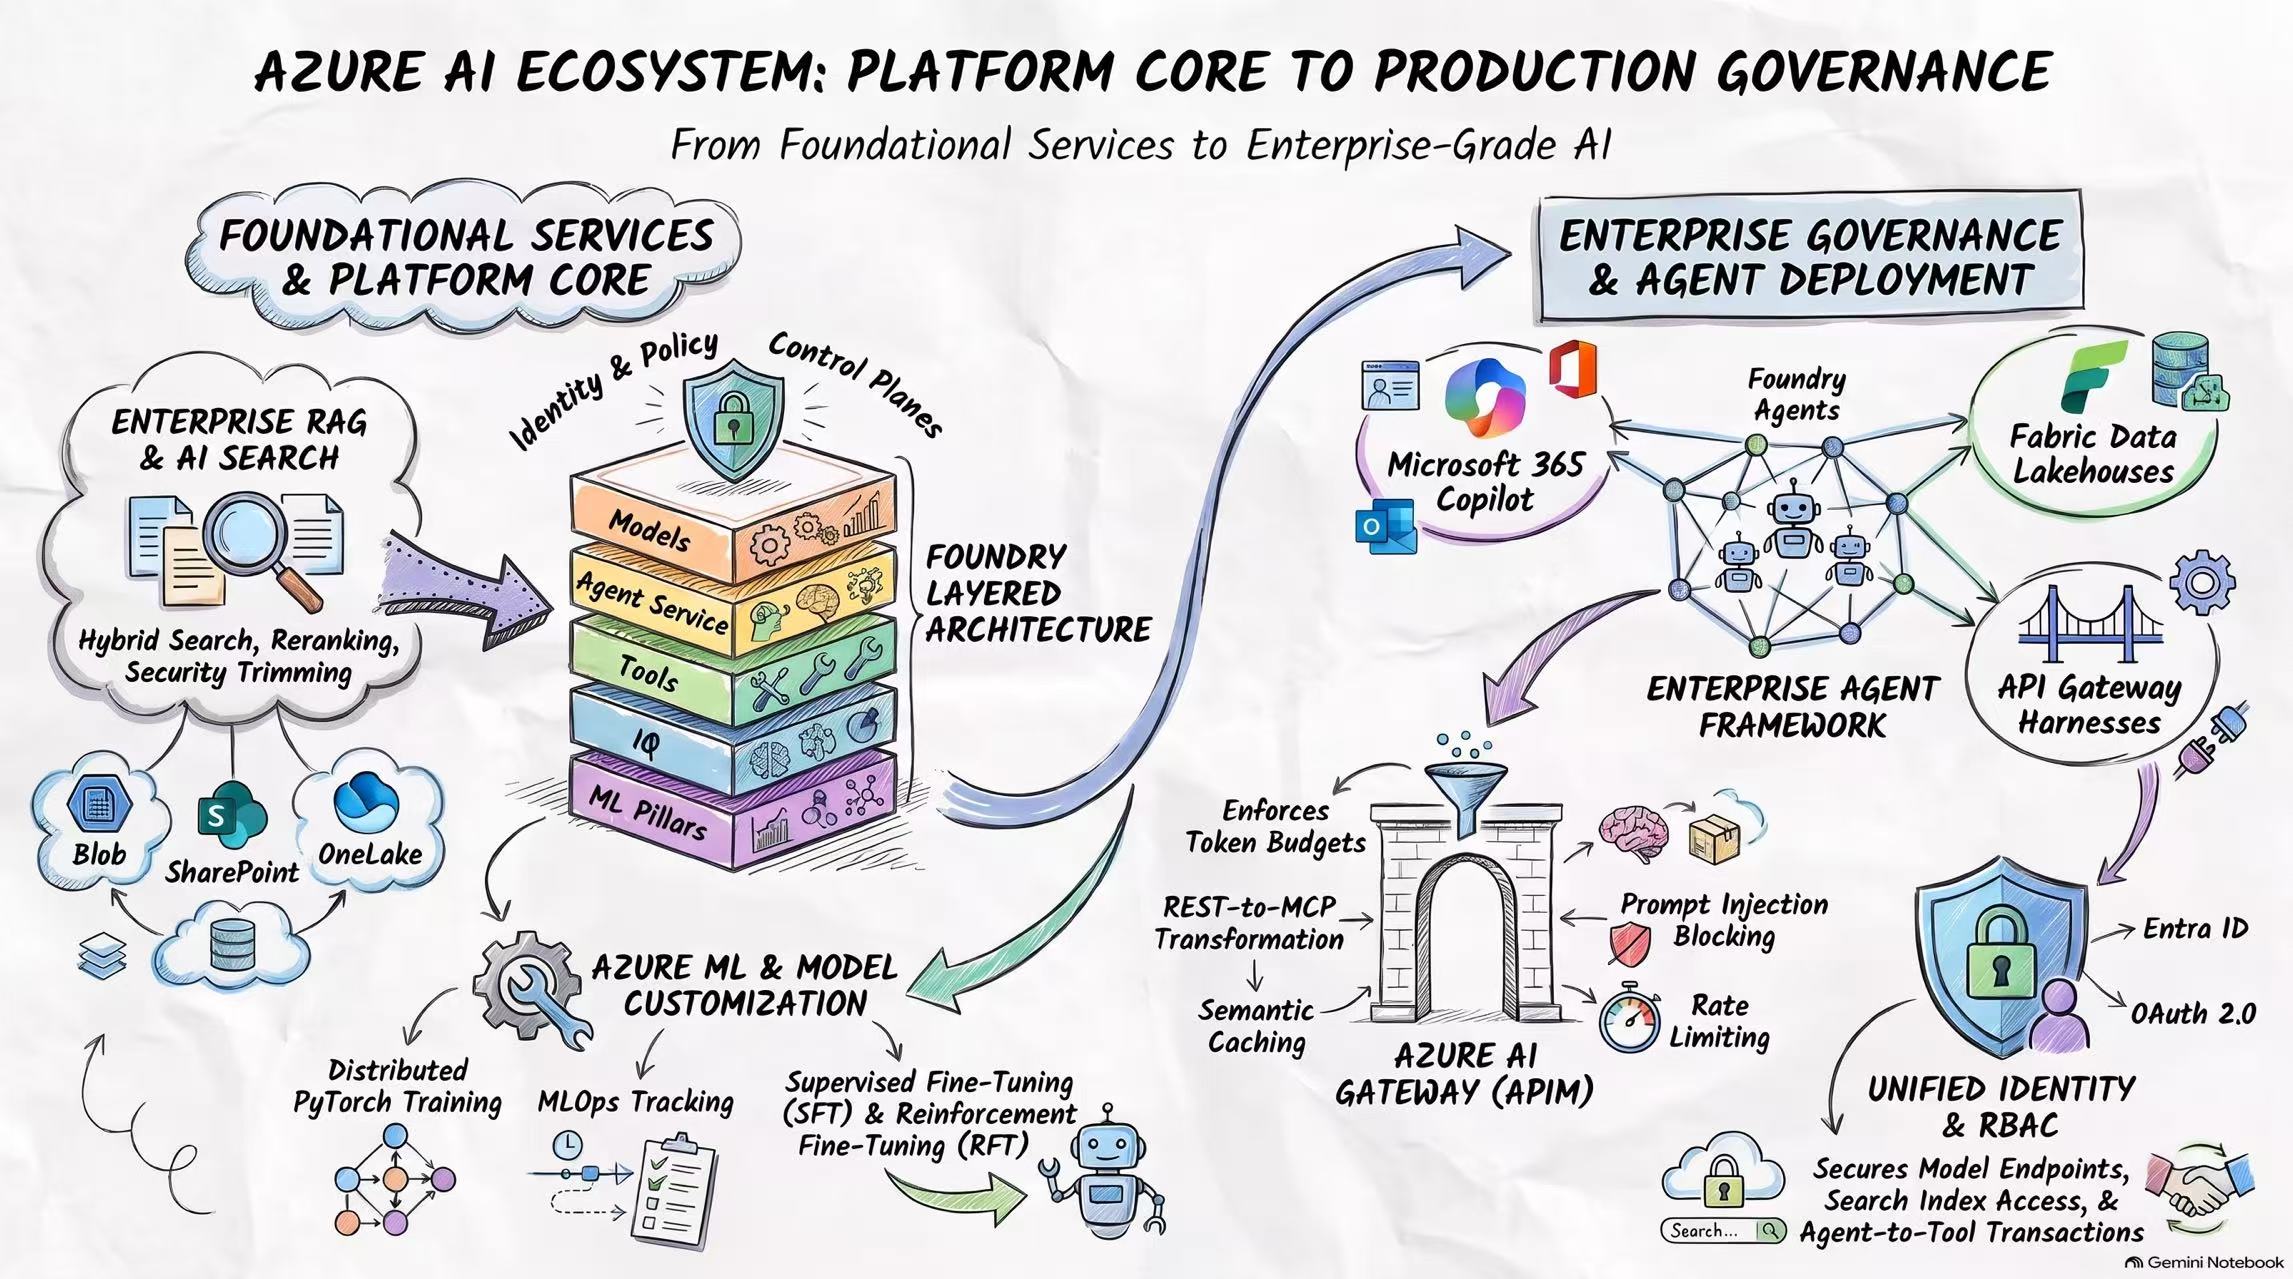 AZURE AI ECOSYSTEM: PLATFORM CORE TO PRODUCTION GOVERNANCE
From Foundational Services to Enterprise-Grade AI
FOUNDATIONAL SERVICES
& PLATFORM CORE
ENTERPRISE RAG
& AI SEARCH
Hybrid Search, Reranking,
Security Trimming
Blob
S
SharePoint
OneLake
Identity & Policy
Control Planes
Models
Agent Service
Tools
IQ
ML Pillars
FOUNDRY
LAYERED
ARCHITECTURE
AZURE ML & MODEL
CUSTOMIZATION
Distributed
PyTorch Training
MLOps Tracking
Supervised Fine-Tuning
(SFT) & Reinforcement
Fine-Tuning (RFT)
ENTERPRISE GOVERNANCE
& AGENT DEPLOYMENT
Microsoft 365
Copilot
O
Foundry
Agents
Fabric Data
Lakehouses
API Gateway
Harnesses
ENTERPRISE AGENT
FRAMEWORK
Enforces
Token Budgets
REST-to-MCP
Transformation
Semantic
Caching
Prompt Injection
Blocking
Rate
Limiting
AZURE AI
GATEWAY (APIM)
Entra ID
OAuth 2.0
UNIFIED IDENTITY
& RBAC
Secures Model Endpoints,
Search Index Access, &
Agent-to-Tool Transactions
Search...
Gemini Notebook